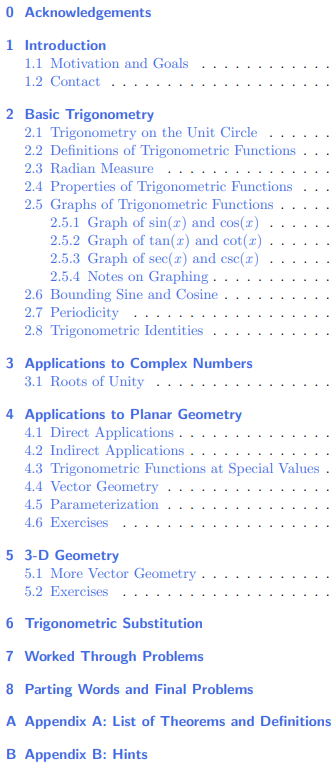 0 Acknowledgements
1 Introduction
1.1 Motivation and Goals . . . . . . . . . .
1.2 Contact . . . . . . . . . . . . . . . .
2 Basic Trigonometry
2.1 Trigonometry on the Unit Circle . . . . .
2.2 Definitions of Trigonometric Functions . . .
2.3 Radian Measure . . . . . . . . . . . .
2.4 Properties of Trigonometric Functions . . .
2.5 Graphs of Trigonometric Functions . . . .
2.5.1 Graph of sin(x) and cos(x) . . . . .
2.5.2 Graph of tan(x) and cot(x) . . . . .
2.5.3 Graph of sec(x) and csc(x) . . . . .
2.5.4 Notes on Graphing . . . . . . . . .
2.6 Bounding Sine and Cosine . . . . . . . .
2.7 Periodicity . . . . . . . . . . . . . . .
2.8 Trigonometric Identities . . . . . . . . .
3 Applications to Complex Numbers
3.1 Roots of Unity . . . . . . . . . . . . .
4 Applications to Planar Geometry
4.1 Direct Applications . . . . . . . . . . .
4.2 Indirect Applications . . . . . . . . . .
4.3 Trigonometric Functions at Special Values .
4.4 Vector Geometry . . . . . . . . . . . .
4.5 Parameterization . . . . . . . . . . . .
4.6 Exercises . . . . . . . . . . . . . . . .
5 3-D Geometry
5.1 More Vector Geometry . . . . . . . . . .
5.2 Exercises . . . . . . . . . . . . . . . .
6 Trigonometric Substitution
7 Worked Through Problems
8 Parting Words and Final Problems
A Appendix A: List of Theorems and Definitions
B Appendix B: Hints